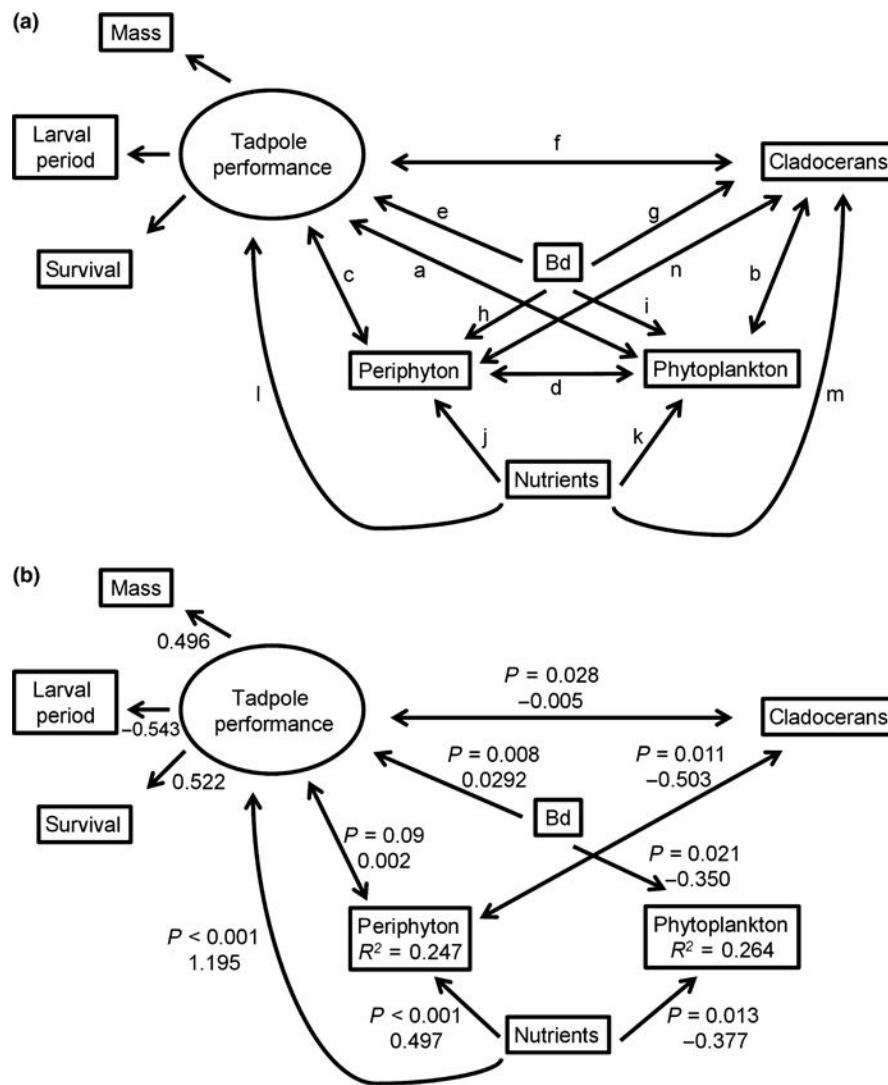 (a)
Mass
Larval
period
Tadpole
performance
Survival
Cladocerans
f
e
g
Bd
c
a
n
b
h
i
Periphyton
d
Phytoplankton
l
m
j
k
Nutrients
(b)
Mass
0.496
Larval
period
–0.543
Tadpole
performance
0.522
Survival
P = 0.028
–0.005
Cladocerans
P = 0.008
0.0292
P = 0.011
–0.503
Bd
P = 0.09
0.002
P = 0.021
–0.350
Periphyton
R² = 0.247
Phytoplankton
R² = 0.264
P < 0.001
1.195
P < 0.001
0.497
Nutrients
P = 0.013
–0.377